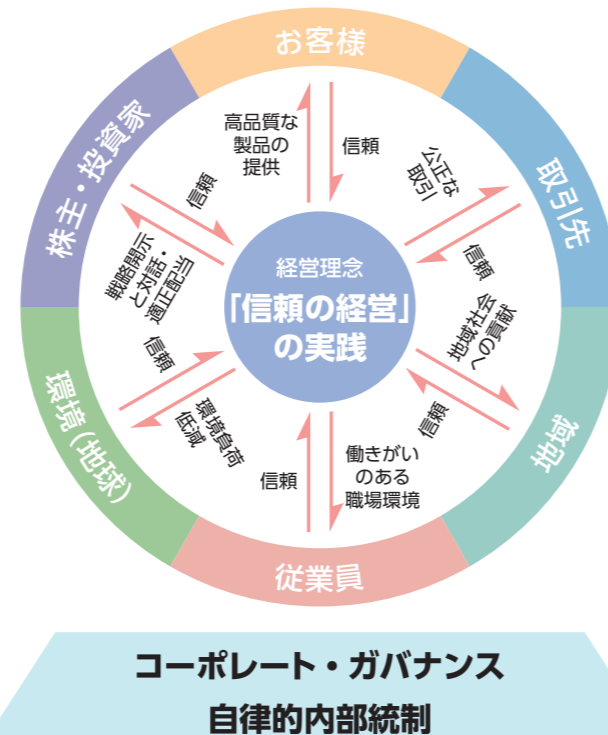 お客様
取引先
地域
従業員
環境（地球）
株主・投資家
高品質な
製品の
提供
信頼
公正な
取引
信頼
地域社会
への貢献
信頼
働きがい
のある
職場環境
信頼
環境負荷
低減
信頼
戦略開示
と対話・
適正配当
信頼
経営理念
「信頼の経営」
の実践
コーポレート・ガバナンス
自律的内部統制